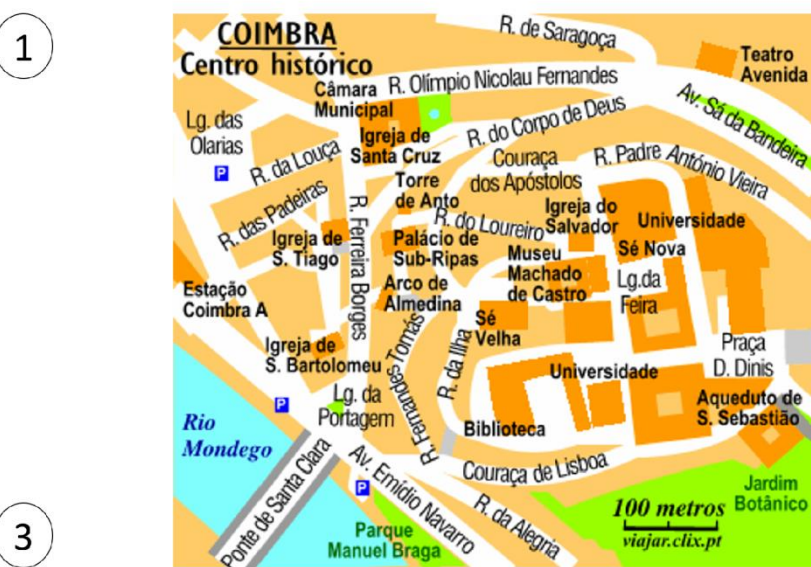 1
COIMBRA
Centro histórico
R. de Saragoça
Teatro
Avenida
Câmara
Municipal
R. Olímpio Nicolau Fernandes
Av. Sá da Bandeira
Lg. das
Olarias
Igreja de
Santa Cruz
R. do Corpo de Deus
P
R. da Louça
Couraça
dos Apóstolos
R. Padre António Vieira
Torre
de Anto
R. das Padeiras
R. Ferreira Borges
R. do Loureiro
Igreja do
Salvador
Universidade
Igreja de
S. Tiago
Palácio de
Sub-Ripas
Museu
Machado
de Castro
Sé Nova
Lg.da
Feira
Estação
Coimbra A
Arco de
Almedina
Sé
Velha
R. Fernandes Tomás
R. da Ilha
Igreja de
S. Bartolomeu
Praça
D. Dinis
Universidade
Lg. da
Portagem
P
Aqueduto de
S. Sebastião
Rio
Mondego
Biblioteca
Couraça de Lisboa
Ponte de Santa Clara
Av. Emídio Navarro
P
R. da Alegria
Jardim
Botânico
100 metros
viajar.clix.pt
Parque
Manuel Braga
3